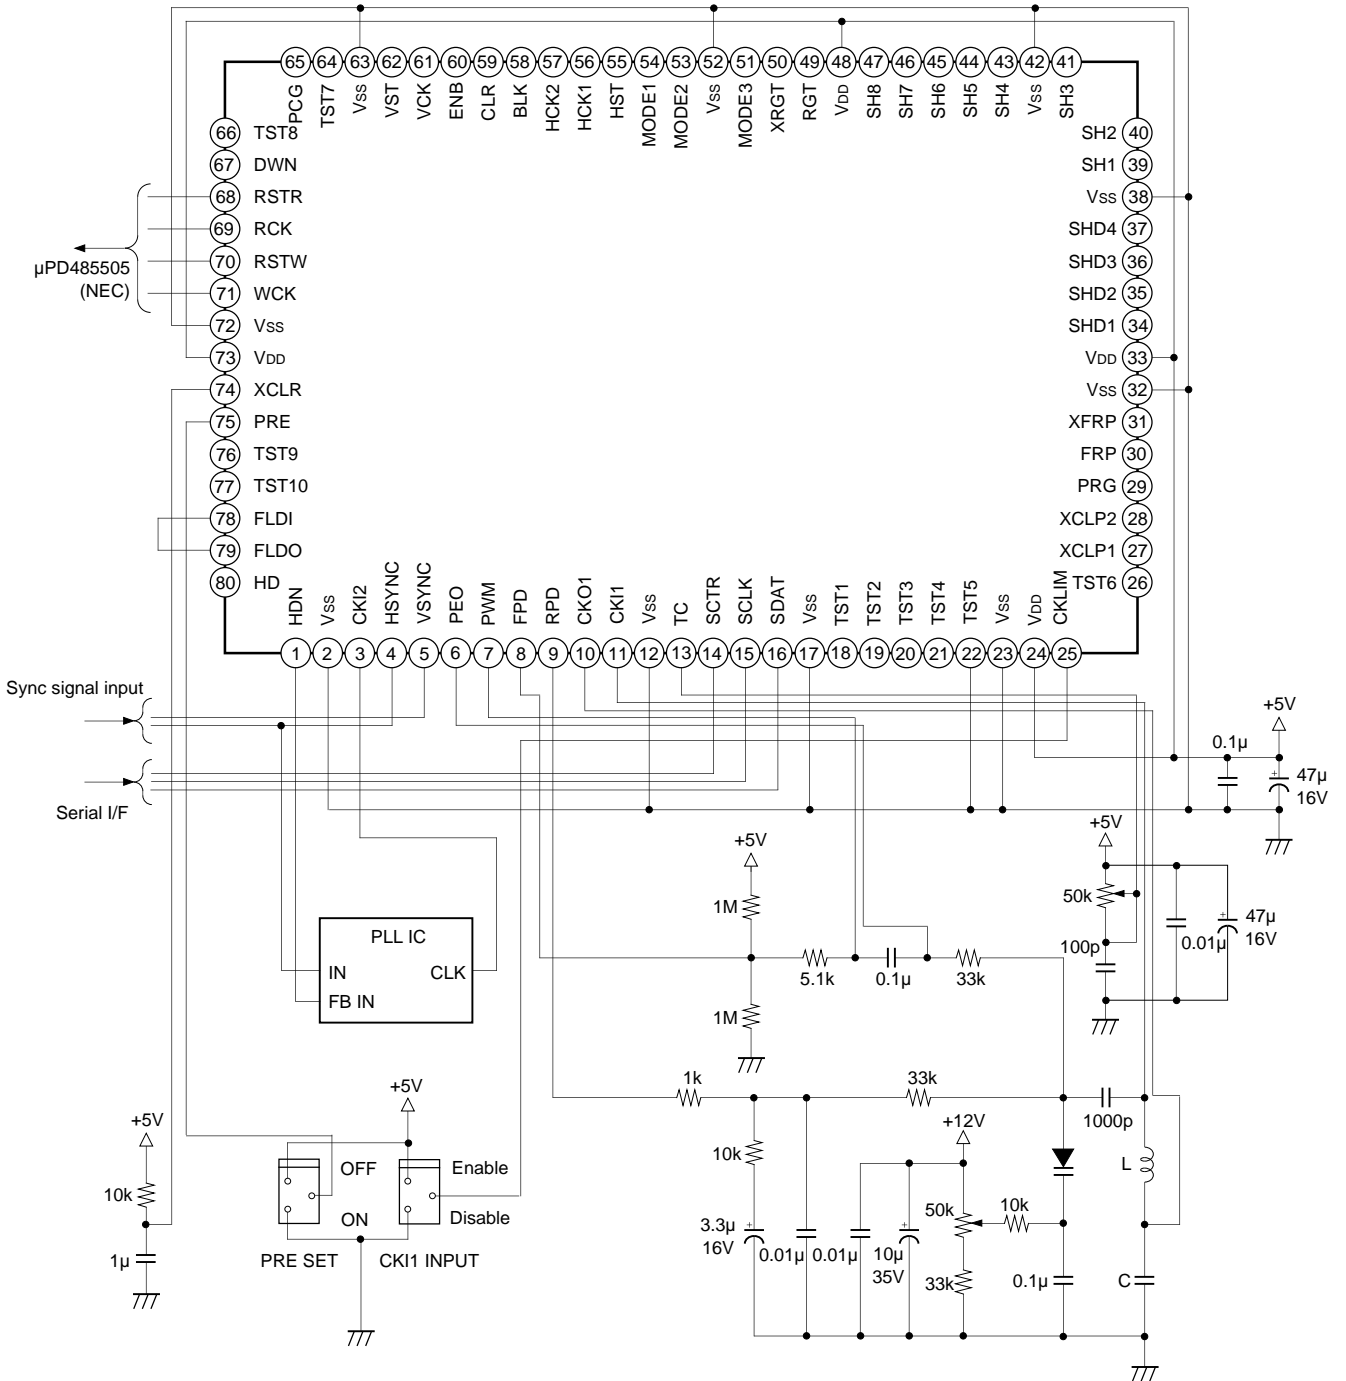 65 64 63 62 61 60 59 58 57 56 55 54 53 52 51 50 49 48 47 46 45 44 43 42 41
PCG TST7 VSS VST VCK ENB CLR BLK HCK2 HCK1 HST MODE1 MODE2 VSS MODE3 XRGT RGT VDD SH8 SH7 SH6 SH5 SH4 VSS SH3
66 TST8
67 DWN
68 RSTR
69 RCK
70 RSTW
71 WCK
72 VSS
73 VDD
74 XCLR
75 PRE
76 TST9
77 TST10
78 FLDI
79 FLDO
80 HD
µPD485505
(NEC)
SH2 40
SH1 39
VSS 38
SHD4 37
SHD3 36
SHD2 35
SHD1 34
VDD 33
VSS 32
XFRP 31
FRP 30
PRG 29
XCLP2 28
XCLP1 27
TST6 26
HDN VSS CKI2 HSYNC VSYNC PEO PWM FPD RPD CKO1 CKI1 VSS TC SCTR SCLK SDAT VSS TST1 TST2 TST3 TST4 TST5 VSS VDD CKLIM
1 2 3 4 5 6 7 8 9 10 11 12 13 14 15 16 17 18 19 20 21 22 23 24 25
Sync signal input
Serial I/F
+5V
0.1µ
+
47µ
16V
+5V
50k
100p
0.01µ
+
47µ
16V
+5V
1M
5.1k
0.1µ
33k
1M
PLL IC
IN
CLK
FB IN
1k
33k
1000p
+12V
10k
L
50k
10k
3.3µ
16V
+
0.01µ
0.01µ
+
10µ
35V
33k
0.1µ
C
+5V
10k
1µ
+5V
OFF
ON
PRE SET
Enable
Disable
CKI1 INPUT